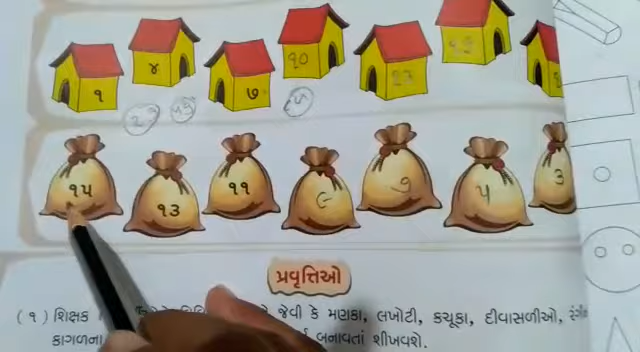 ૧ ૪ ૭ ૧૦ ૧૩ ૧૬
૧૫ ૧૩ ૧૧ ૯ ૭ ૫ ૩
પ્રવૃત્તિઓ
(૧) શિક્ષક જેવી કે મણકા, લખોટી, કચૂકા, દીવાસળીઓ,
કાગળના બનાવતાં શીખવશે.